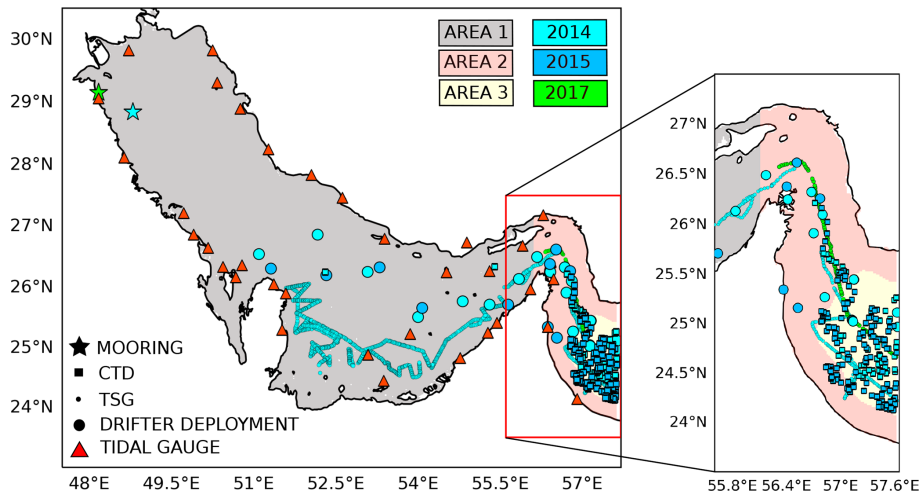 30°N
29°N
28°N
27°N
26°N
25°N
24°N
48°E 49.5°E 51°E 52.5°E 54°E 55.5°E 57°E
AREA 1 2014
AREA 2 2015
AREA 3 2017
MOORING
CTD
TSG
DRIFTER DEPLOYMENT
TIDAL GAUGE
27°N
26.5°N
26°N
25.5°N
25°N
24.5°N
24°N
55.8°E 56.4°E 57°E 57.6°E